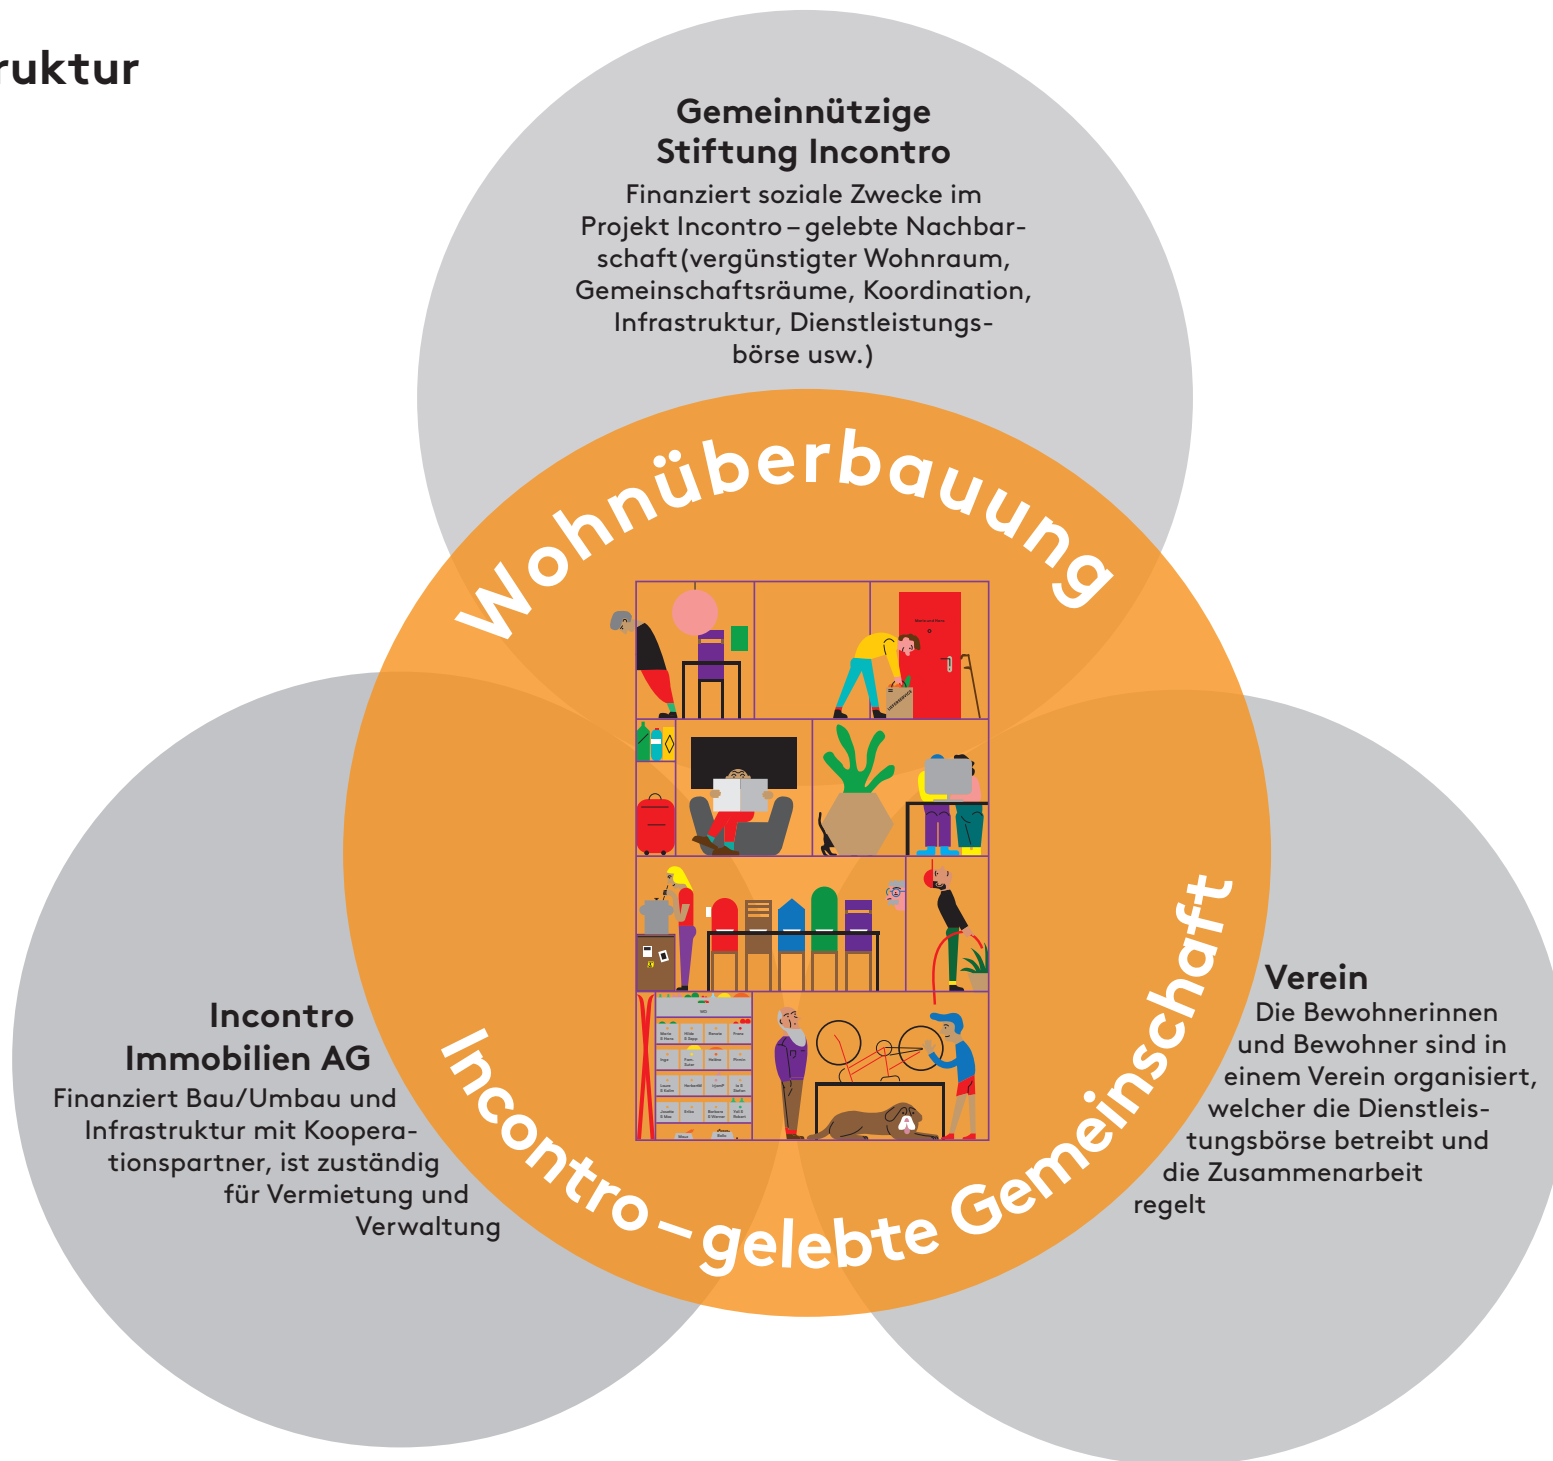 ruktur
Gemeinnützige
Stiftung Incontro
Finanziert soziale Zwecke im
Projekt Incontro – gelebte Nachbar-
schaft (vergünstigter Wohnraum,
Gemeinschaftsräume, Koordination,
Infrastruktur, Dienstleistungs-
börse usw.)
Wohnüberbauung
Incontro
Immobilien AG
Finanziert Bau/Umbau und
Infrastruktur mit Koopera-
tionspartner, ist zuständig
für Vermietung und
Verwaltung
Verein
Die Bewohnerinnen
und Bewohner sind in
einem Verein organisiert,
welcher die Dienstleis-
tungsbörse betreibt und
die Zusammenarbeit
regelt
Incontro – gelebte Gemeinschaft